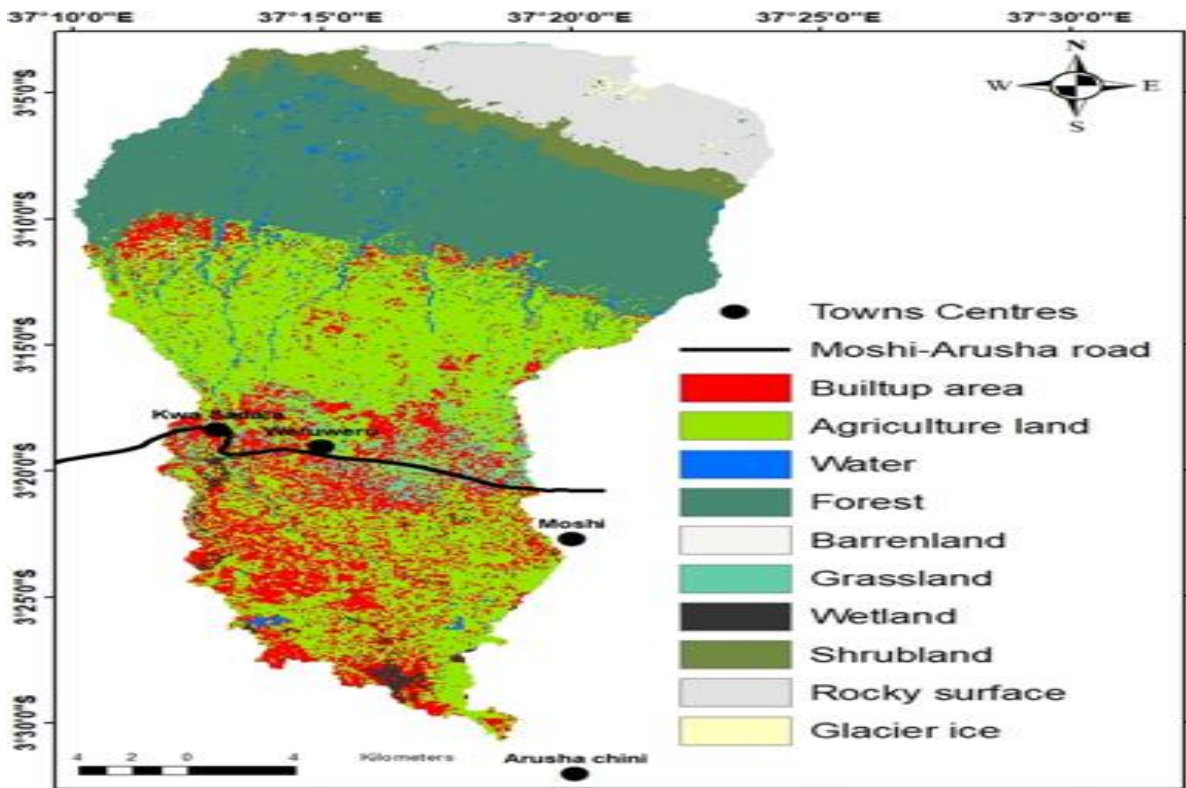 37°10'0"E 37°15'0"E 37°20'0"E 37°25'0"E 37°30'0"E
N
W E
S
3°5'0"S
3°10'0"S
3°15'0"S
3°20'0"S
3°25'0"S
3°30'0"S
Towns Centres
Moshi-Arusha road
Builtup area
Agriculture land
Water
Forest
Barrenland
Grassland
Wetland
Shrubland
Rocky surface
Glacier ice
Kwa
Moshi
4 2 0 4 Kilometers
Arusha chini